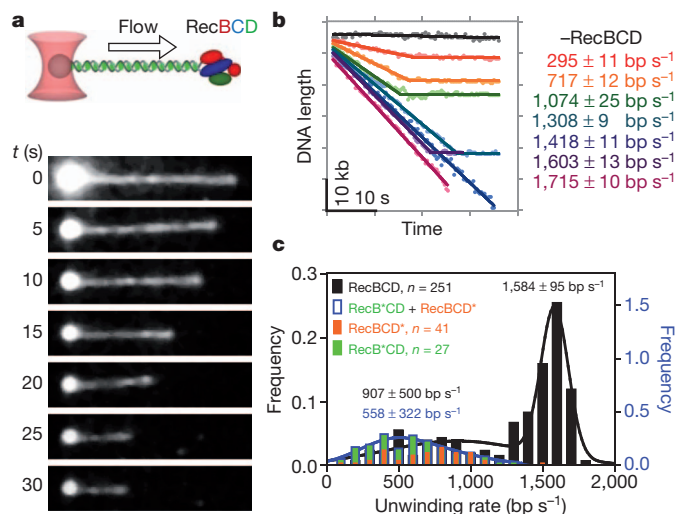 a
Flow
RecBCD
t (s)
0
5
10
15
20
25
30
b
DNA length
10 kb
10 s
Time
–RecBCD
295 ± 11 bp s⁻¹
717 ± 12 bp s⁻¹
1,074 ± 25 bp s⁻¹
1,308 ± 9 bp s⁻¹
1,418 ± 11 bp s⁻¹
1,603 ± 13 bp s⁻¹
1,715 ± 10 bp s⁻¹
c
RecBCD, n = 251
RecB*CD + RecBCD*
RecBCD*, n = 41
RecB*CD, n = 27
1,584 ± 95 bp s⁻¹
907 ± 500 bp s⁻¹
558 ± 322 bp s⁻¹
Frequency
0.3
0.2
0.1
0.0
Frequency
1.5
1.0
0.5
0.0
0 500 1,000 1,500 2,000
Unwinding rate (bp s⁻¹)